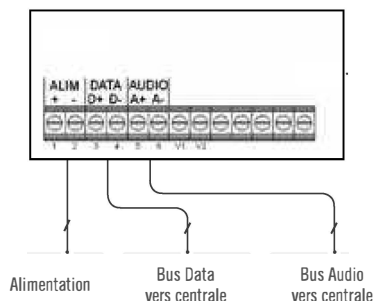 ALIM DATA AUDIO
+ - D+ D- A+ A-
1 2 3 4 5 6 V1 V2
Alimentation
Bus Data
vers centrale
Bus Audio
vers centrale